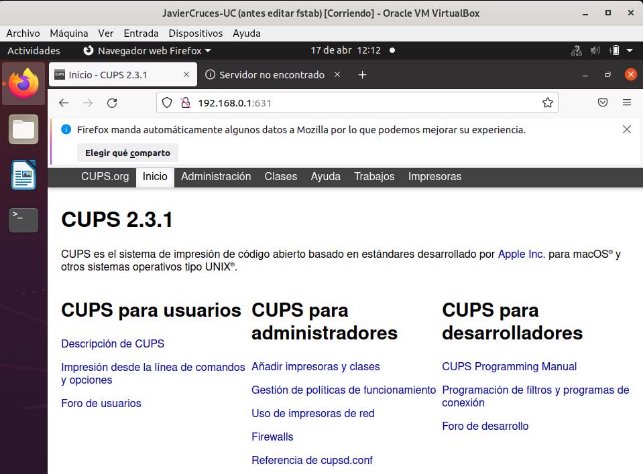 JavierCruces-UC (antes editar fstab) [Corriendo] - Oracle VM VirtualBox
Archivo Máquina Ver Entrada Dispositivos Ayuda
Actividades Navegador web Firefox 17 de abr 12:12
Inicio - CUPS 2.3.1 Servidor no encontrado
192.168.0.1:631
Firefox manda automáticamente algunos datos a Mozilla por lo que podemos mejorar su experiencia.
Elegir qué comparto
CUPS.org Inicio Administración Clases Ayuda Trabajos Impresoras
CUPS 2.3.1
CUPS es el sistema de impresión de código abierto basado en estándares desarrollado por Apple Inc. para macOS® y
otros sistemas operativos tipo UNIX®.
CUPS para usuarios
Descripción de CUPS
Impresión desde la línea de comandos
y opciones
Foro de usuarios
CUPS para
administradores
Añadir impresoras y clases
Gestión de políticas de funcionamiento
Uso de impresoras de red
Firewalls
Referencia de cupsd.conf
CUPS para
desarrolladores
CUPS Programming Manual
Programación de filtros y programas de
conexión
Foro de desarrollo